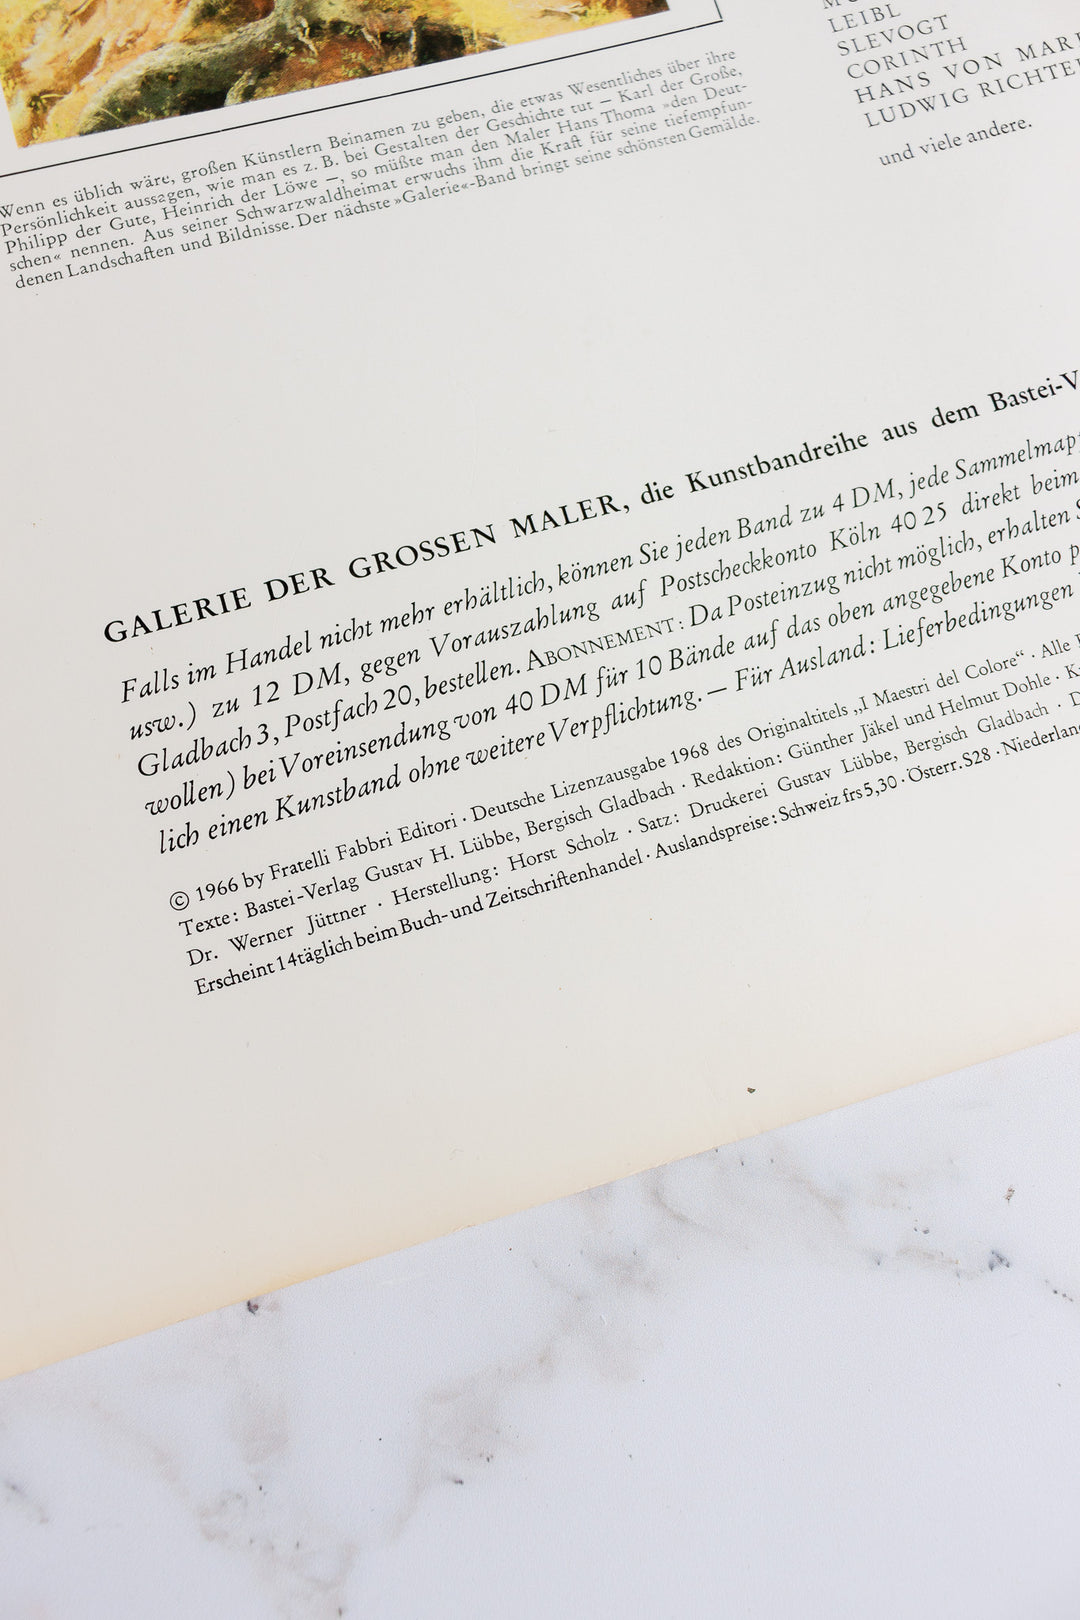 Wenn es üblich wäre, großen Künstlern Beinamen zu geben, die etwas Wesentliches über ihre
Persönlichkeit aussagen, wie man es z. B. bei Gestalten der Geschichte tut – Karl der Große,
Philipp der Gute, Heinrich der Löwe –, so müßte man den Maler Hans Thoma »den Deut-
schen« nennen. Aus seiner Schwarzwaldheimat erwuchs ihm die Kraft für seine tiefempfun-
denen Landschaften und Bildnisse. Der nächste »Galerie«-Band bringt seine schönsten Gemälde.
LEIBL
SLEVOGT
CORINTH
HANS VON MAR
LUDWIG RICHTE
und viele andere.
GALERIE DER GROSSEN MALER, die Kunstbandreihe aus dem Bastei-V
Falls im Handel nicht mehr erhältlich, können Sie jeden Band zu 4 DM, jede Sammelmapp
usw.) zu 12 DM, gegen Vorauszahlung auf Postscheckkonto Köln 40 25 direkt beim
Gladbach 3, Postfach 20, bestellen. ABONNEMENT: Da Posteinzug nicht möglich, erhalten S
wollen) bei Voreinsendung von 40 DM für 10 Bände auf das oben angegebene Konto p
lich einen Kunstband ohne weitere Verpflichtung. – Für Ausland: Lieferbedingungen
© 1966 by Fratelli Fabbri Editori · Deutsche Lizenzausgabe 1968 des Originaltitels „I Maestri del Colore“ · Alle
Texte: Bastei-Verlag Gustav H. Lübbe, Bergisch Gladbach · Redaktion: Günther Jäkel und Helmut Dohle · K
Dr. Werner Jüttner · Herstellung: Horst Scholz · Satz: Druckerei Gustav Lübbe, Bergisch Gladbach · D
Erscheint 14täglich beim Buch- und Zeitschriftenhandel · Auslandspreise: Schweiz frs 5,30 · Österr. S 28 · Niederlan